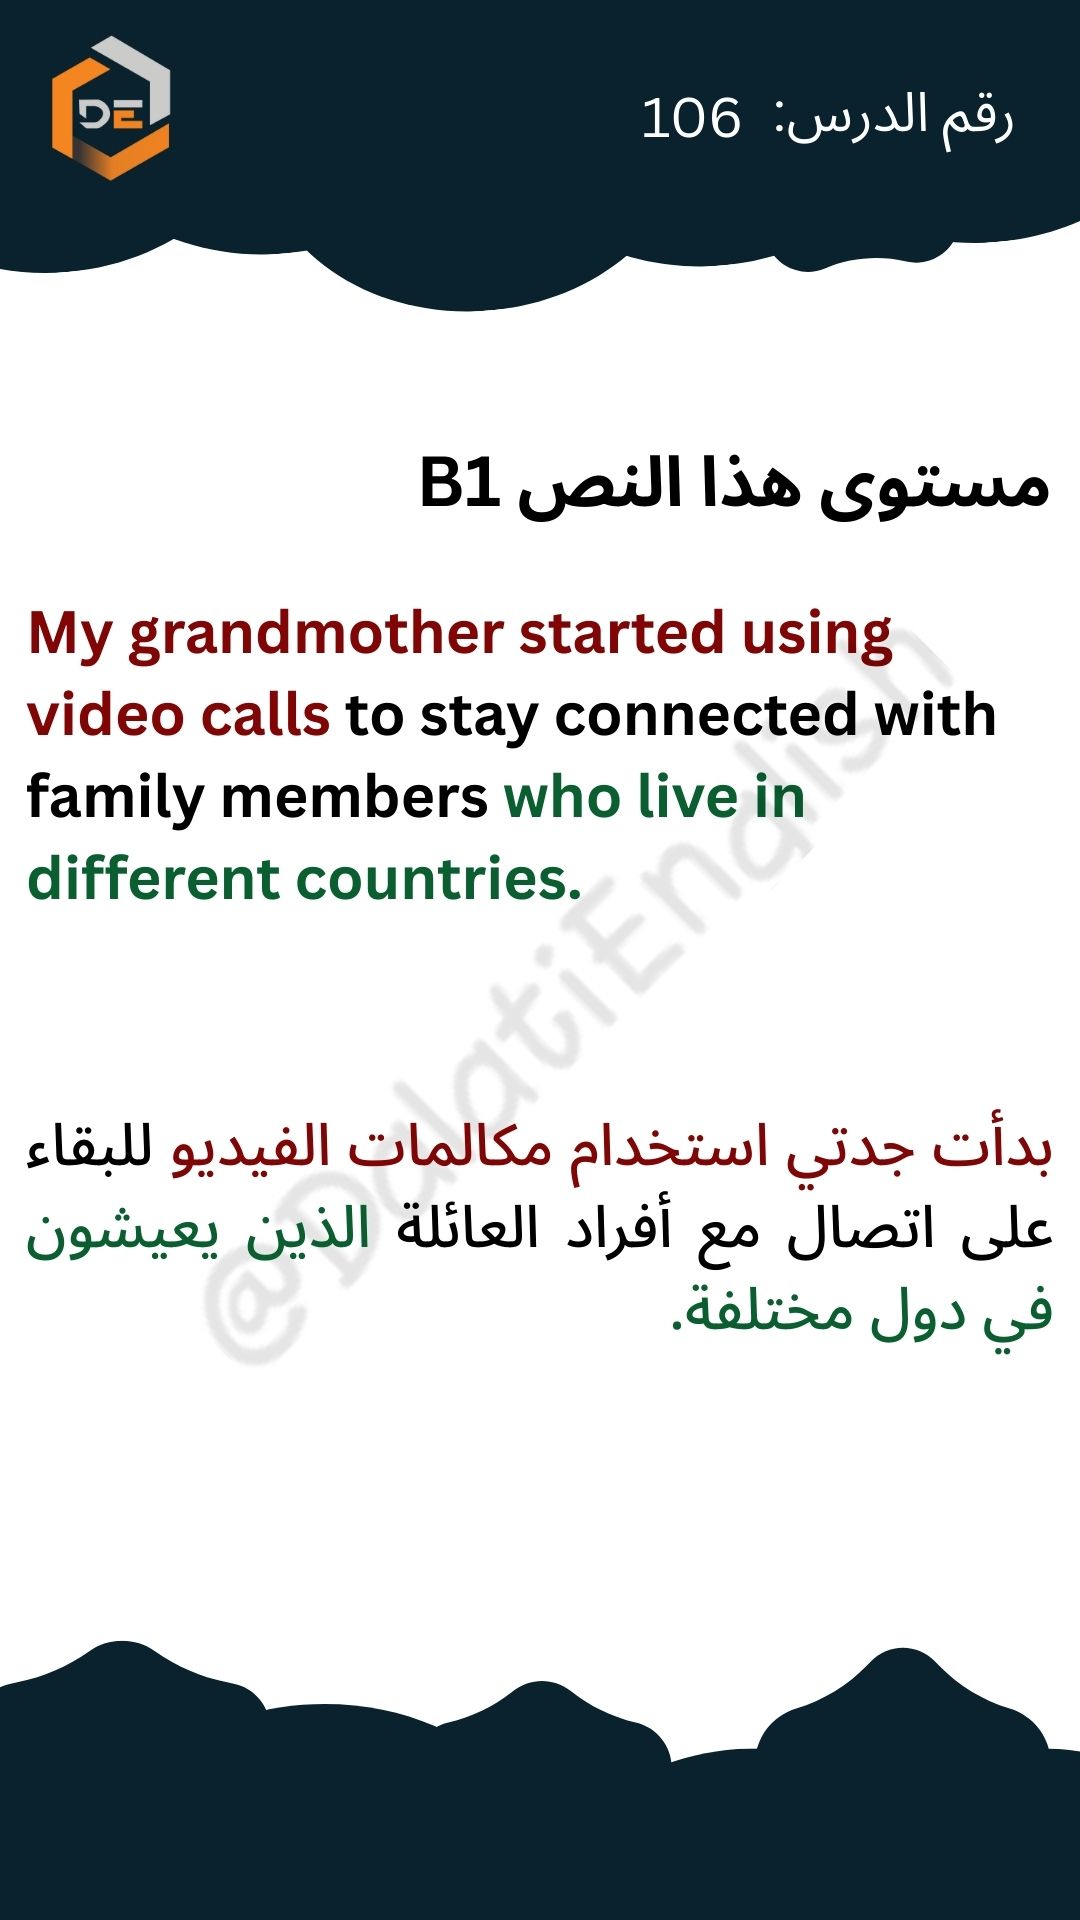 DE
رقم الدرس: 106
مستوى هذا النص B1
My grandmother started using
video calls to stay connected with
family members who live in
different countries.
@DalatiEnglish
بدأت جدتي استخدام مكالمات الفيديو للبقاء
على اتصال مع أفراد العائلة الذين يعيشون
في دول مختلفة.